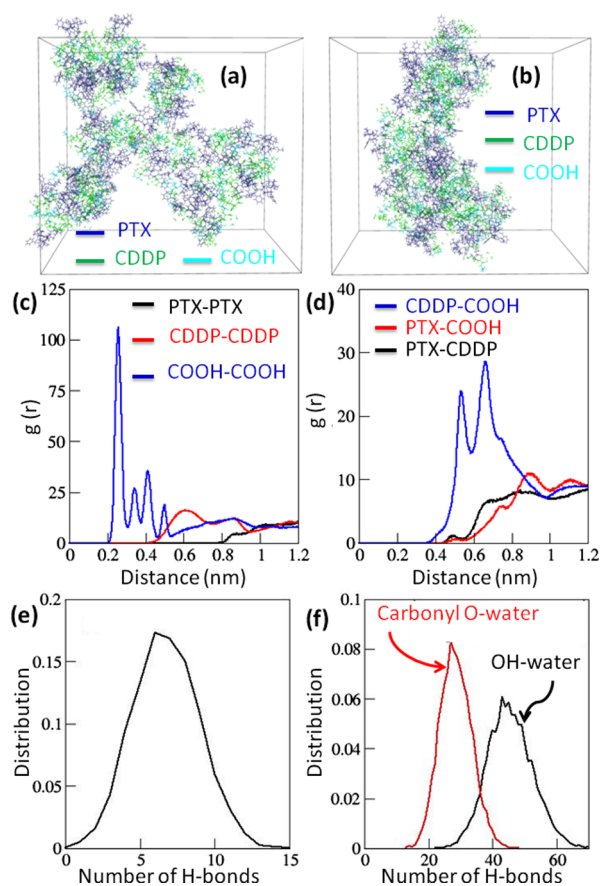 (a)
PTX
CDDP
COOH
(b)
PTX
CDDP
COOH
(c)
125
100
75
50
25
0
g (r)
PTX-PTX
CDDP-CDDP
COOH-COOH
0 0.2 0.4 0.6 0.8 1 1.2
Distance (nm)
(d)
40
30
20
10
0
g (r)
CDDP-COOH
PTX-COOH
PTX-CDDP
0 0.2 0.4 0.6 0.8 1 1.2
Distance (nm)
(e)
0.2
0.15
0.1
0.05
0
Distribution
0 5 10 15
Number of H-bonds
(f)
0.1
0.08
0.06
0.04
0.02
0
Distribution
Carbonyl O-water
OH-water
20 40 60
Number of H-bonds